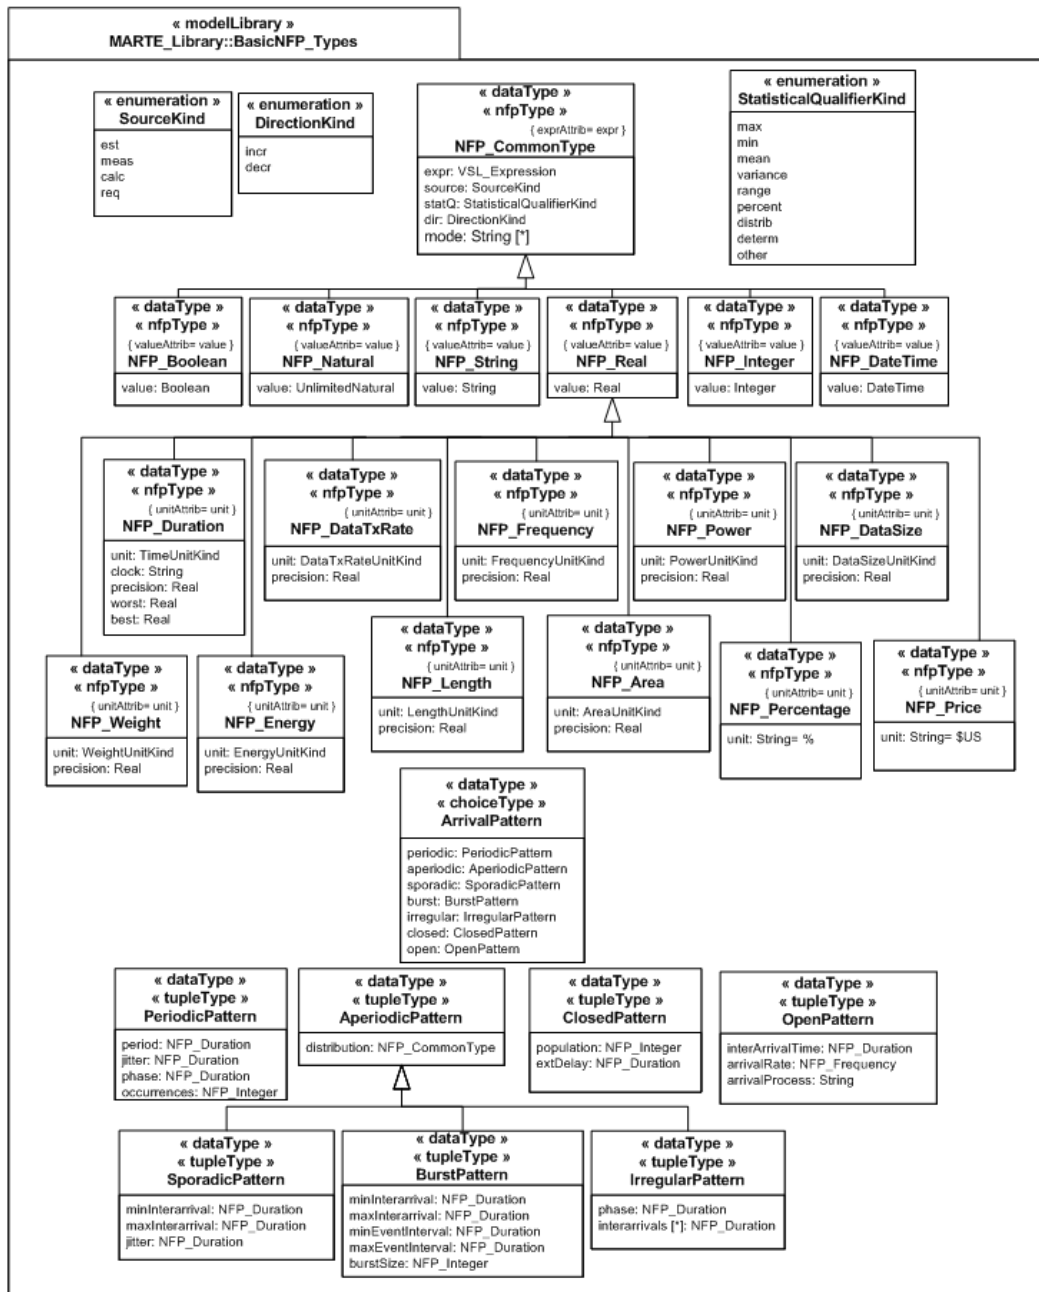 « modelLibrary »
MARTE_Library::BasicNFP_Types
« enumeration »
SourceKind
est
meas
calc
req
« enumeration »
DirectionKind
incr
decr
« dataType »
« nfpType »
{ exprAttrib= expr }
NFP_CommonType
expr: VSL_Expression
source: SourceKind
statQ: StatisticalQualifierKind
dir: DirectionKind
mode: String [*]
« enumeration »
StatisticalQualifierKind
max
min
mean
variance
range
percent
distrib
determ
other
« dataType »
« nfpType »
{ valueAttrib= value }
NFP_Boolean
value: Boolean
« dataType »
« nfpType »
{ valueAttrib= value }
NFP_Natural
value: UnlimitedNatural
« dataType »
« nfpType »
{ valueAttrib= value }
NFP_String
value: String
« dataType »
« nfpType »
{ valueAttrib= value }
NFP_Real
value: Real
« dataType »
« nfpType »
{ valueAttrib= value }
NFP_Integer
value: Integer
« dataType »
« nfpType »
{ valueAttrib= value }
NFP_DateTime
value: DateTime
« dataType »
« nfpType »
{ unitAttrib= unit }
NFP_Duration
unit: TimeUnitKind
clock: String
precision: Real
worst: Real
best: Real
« dataType »
« nfpType »
{ unitAttrib= unit }
NFP_DataTxRate
unit: DataTxRateUnitKind
precision: Real
« dataType »
« nfpType »
{ unitAttrib= unit }
NFP_Frequency
unit: FrequencyUnitKind
precision: Real
« dataType »
« nfpType »
{ unitAttrib= unit }
NFP_Power
unit: PowerUnitKind
precision: Real
« dataType »
« nfpType »
{ unitAttrib= unit }
NFP_DataSize
unit: DataSizeUnitKind
precision: Real
« dataType »
« nfpType »
{ unitAttrib= unit }
NFP_Weight
unit: WeightUnitKind
precision: Real
« dataType »
« nfpType »
{ unitAttrib= unit }
NFP_Energy
unit: EnergyUnitKind
precision: Real
« dataType »
« nfpType »
{ unitAttrib= unit }
NFP_Length
unit: LengthUnitKind
precision: Real
« dataType »
« nfpType »
{ unitAttrib= unit }
NFP_Area
unit: AreaUnitKind
precision: Real
« dataType »
« nfpType »
{ unitAttrib= unit }
NFP_Percentage
unit: String= %
« dataType »
« nfpType »
{ unitAttrib= unit }
NFP_Price
unit: String= $US
« dataType »
« choiceType »
ArrivalPattern
periodic: PeriodicPattern
aperiodic: AperiodicPattern
sporadic: SporadicPattern
burst: BurstPattern
irregular: IrregularPattern
closed: ClosedPattern
open: OpenPattern
« dataType »
« tupleType »
PeriodicPattern
period: NFP_Duration
jitter: NFP_Duration
phase: NFP_Duration
occurrences: NFP_Integer
« dataType »
« tupleType »
AperiodicPattern
distribution: NFP_CommonType
« dataType »
« tupleType »
ClosedPattern
population: NFP_Integer
extDelay: NFP_Duration
« dataType »
« tupleType »
OpenPattern
interArrivalTime: NFP_Duration
arrivalRate: NFP_Frequency
arrivalProcess: String
« dataType »
« tupleType »
SporadicPattern
minInterarrival: NFP_Duration
maxInterarrival: NFP_Duration
jitter: NFP_Duration
« dataType »
« tupleType »
BurstPattern
minInterarrival: NFP_Duration
maxInterarrival: NFP_Duration
minEventInterval: NFP_Duration
maxEventInterval: NFP_Duration
burstSize: NFP_Integer
« dataType »
« tupleType »
IrregularPattern
phase: NFP_Duration
interarrivals [*]: NFP_Duration